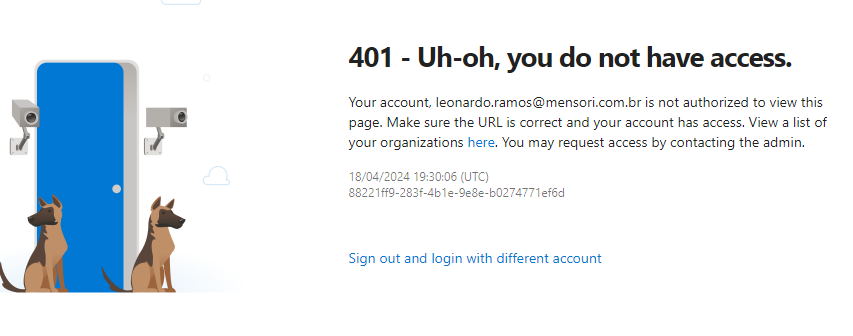 401 - Uh-oh, you do not have access.
Your account, leonardo.ramos@mensori.com.br is not authorized to view this
page. Make sure the URL is correct and your account has access. View a list of
your organizations here. You may request access by contacting the admin.
18/04/2024 19:30:06 (UTC)
88221ff9-283f-4b1e-9e8e-b0274771ef6d
Sign out and login with different account